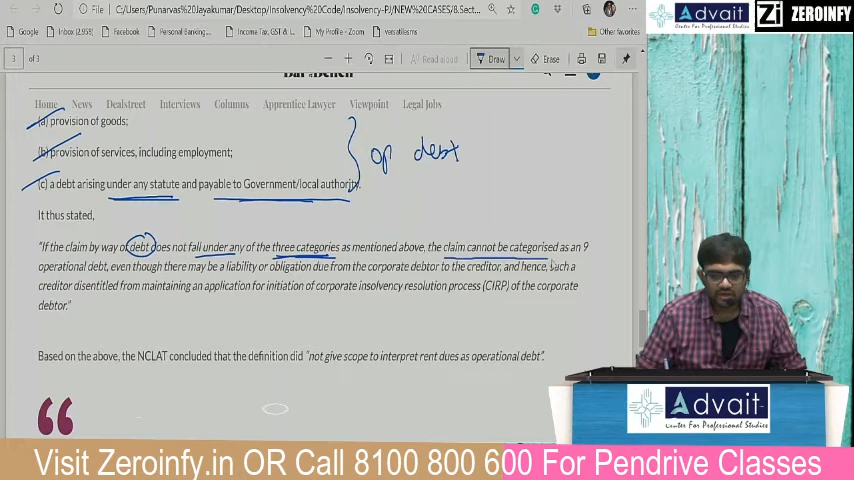 File
C:/Users/Punarvas%20Jayakumar/Desktop/Insolvency%20Code/Insolvency-PJ/NEW%20CASES/8.Sect...
Google
Inbox (2,958)
Facebook
Personal Banking...
Income Tax, GST & I...
My Profile - Zoom
versatilesms
Other favorites
3
of 3
Read aloud
Draw
Erase
Home News Dealstreet Interviews Columns Apprentice Lawyer Viewpoint Legal Jobs
(a) provision of goods;
(b) provision of services, including employment;
op debt
(c) a debt arising under any statute and payable to Government/local authority.
It thus stated,
"If the claim by way of debt does not fall under any of the three categories as mentioned above, the claim cannot be categorised as an 9
operational debt, even though there may be a liability or obligation due from the corporate debtor to the creditor, and hence, such a
creditor disentitled from maintaining an application for initiation of corporate insolvency resolution process (CIRP) of the corporate
debtor."
Based on the above, the NCLAT concluded that the definition did "not give scope to interpret rent dues as operational debt".
Advait
Center For Professional Studies
Zi ZEROINFY
Advait
Center For Professional Studies
Visit Zeroinfy.in OR Call 8100 800 600 For Pendrive Classes